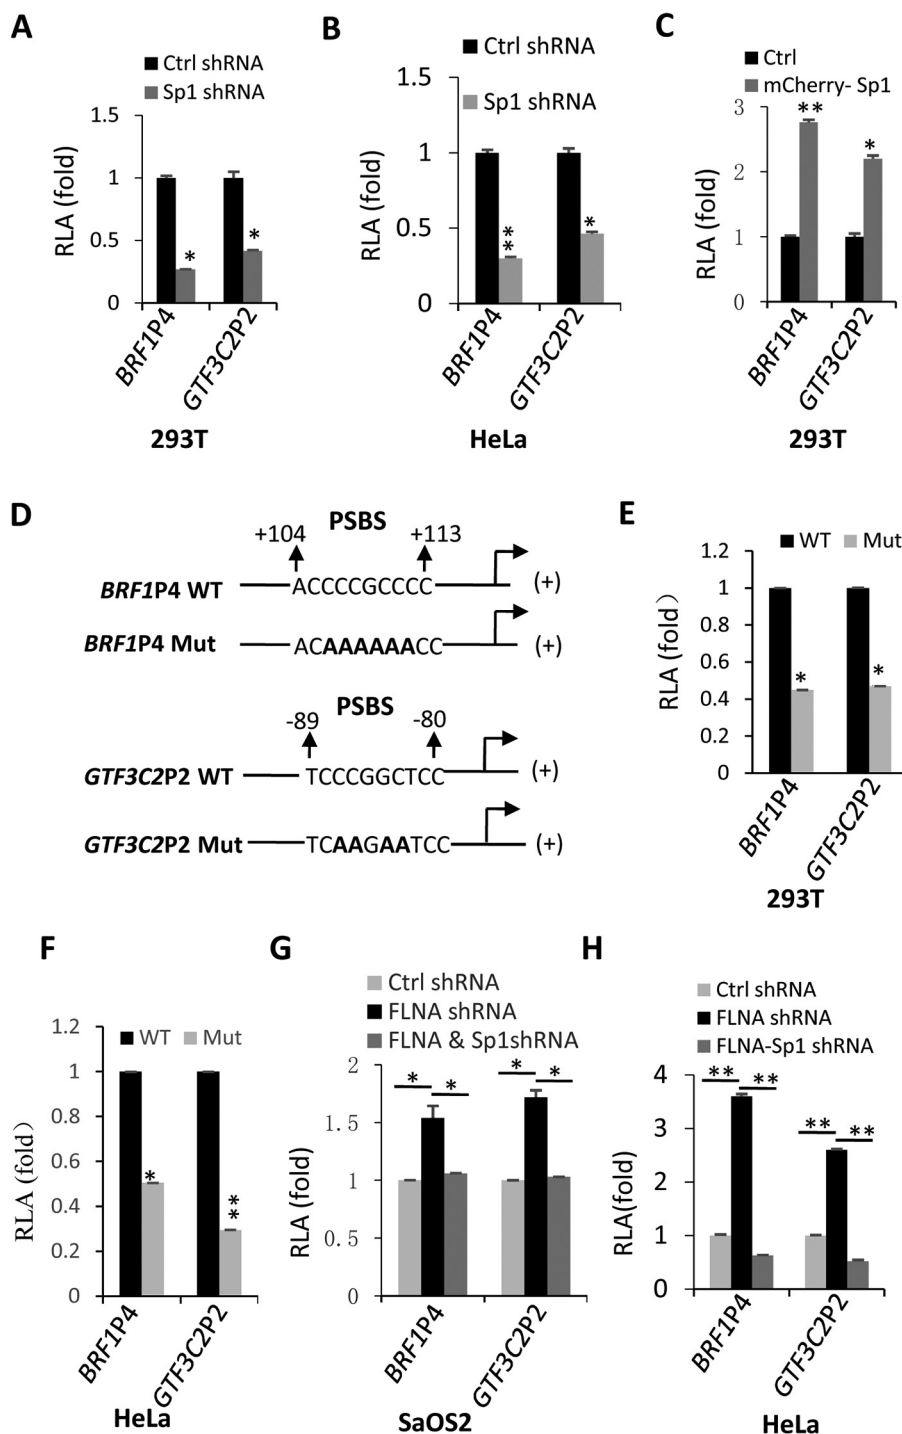 A
Ctrl shRNA
Sp1 shRNA
RLA (fold)
1.5
1
0.5
0
*
*
BRF1P4
GTF3C2P2
293T
B
Ctrl shRNA
Sp1 shRNA
RLA (fold)
1.5
1
0.5
0
**
*
BRF1P4
GTF3C2P2
HeLa
C
Ctrl
mCherry- Sp1
RLA (fold)
3
2
1
0
**
*
BRF1P4
GTF3C2P2
293T
D
PSBS
+104
+113
BRF1P4 WT
ACCCCGCCCC
(+)
BRF1P4 Mut
ACAAAAAACC
(+)
PSBS
-89
-80
GTF3C2P2 WT
TCCCGGCTCC
(+)
GTF3C2P2 Mut
TCAAGAATCC
(+)
E
WT
Mut
RLA (fold)
1.2
1
0.8
0.6
0.4
0.2
0
*
*
BRF1P4
GTF3C2P2
293T
F
WT
Mut
RLA (fold)
1.2
1
0.8
0.6
0.4
0.2
0
*
**
BRF1P4
GTF3C2P2
HeLa
G
Ctrl shRNA
FLNA shRNA
FLNA & Sp1shRNA
RLA (fold)
2
1.5
1
0.5
0
* *
* *
BRF1P4
GTF3C2P2
SaOS2
H
Ctrl shRNA
FLNA shRNA
FLNA-Sp1 shRNA
RLA(fold)
4
3
2
1
0
** **
** **
BRF1P4
GTF3C2P2
HeLa